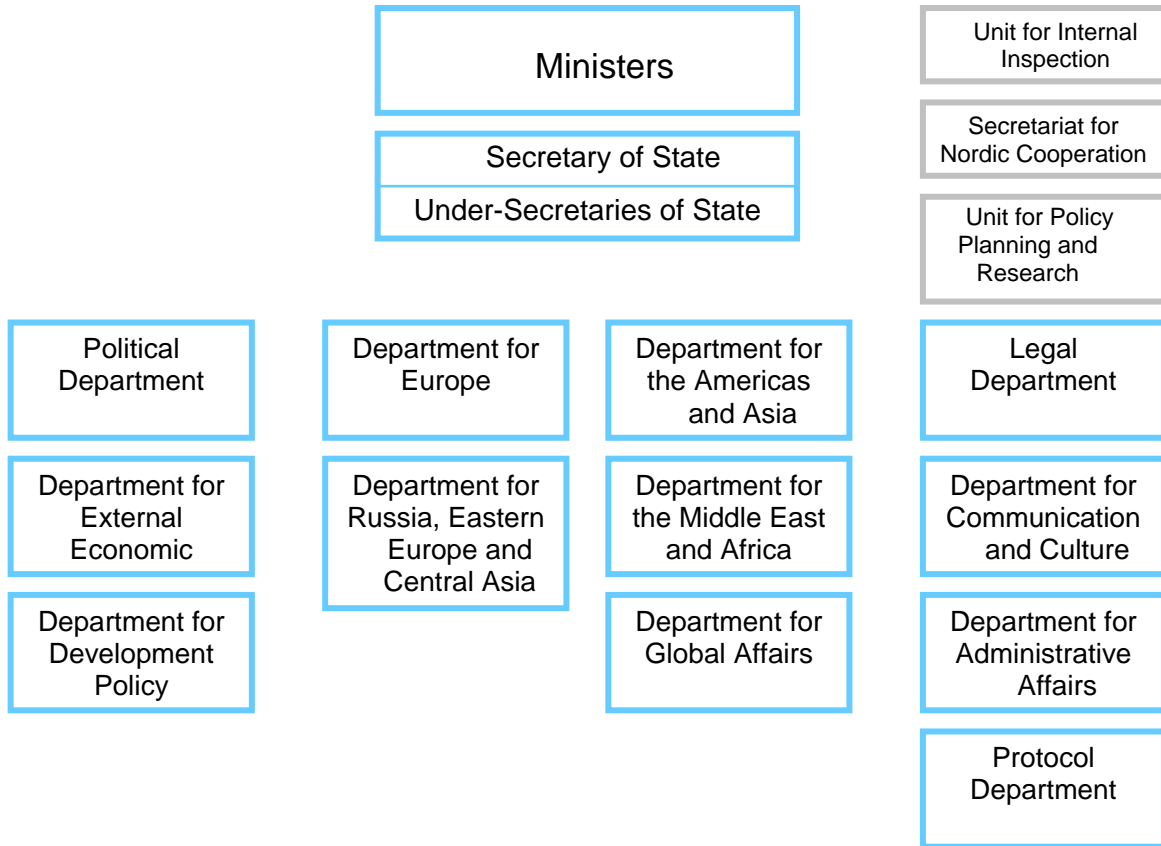 Ministers
Secretary of State
Under-Secretaries of State
Unit for Internal
Inspection
Secretariat for
Nordic Cooperation
Unit for Policy
Planning and
Research
Political
Department
Department for
External
Economic
Department for
Development
Policy
Department for
Europe
Department for
Russia, Eastern
Europe and
Central Asia
Department for
the Americas
and Asia
Department for
the Middle East
and Africa
Department for
Global Affairs
Legal
Department
Department for
Communication
and Culture
Department for
Administrative
Affairs
Protocol
Department